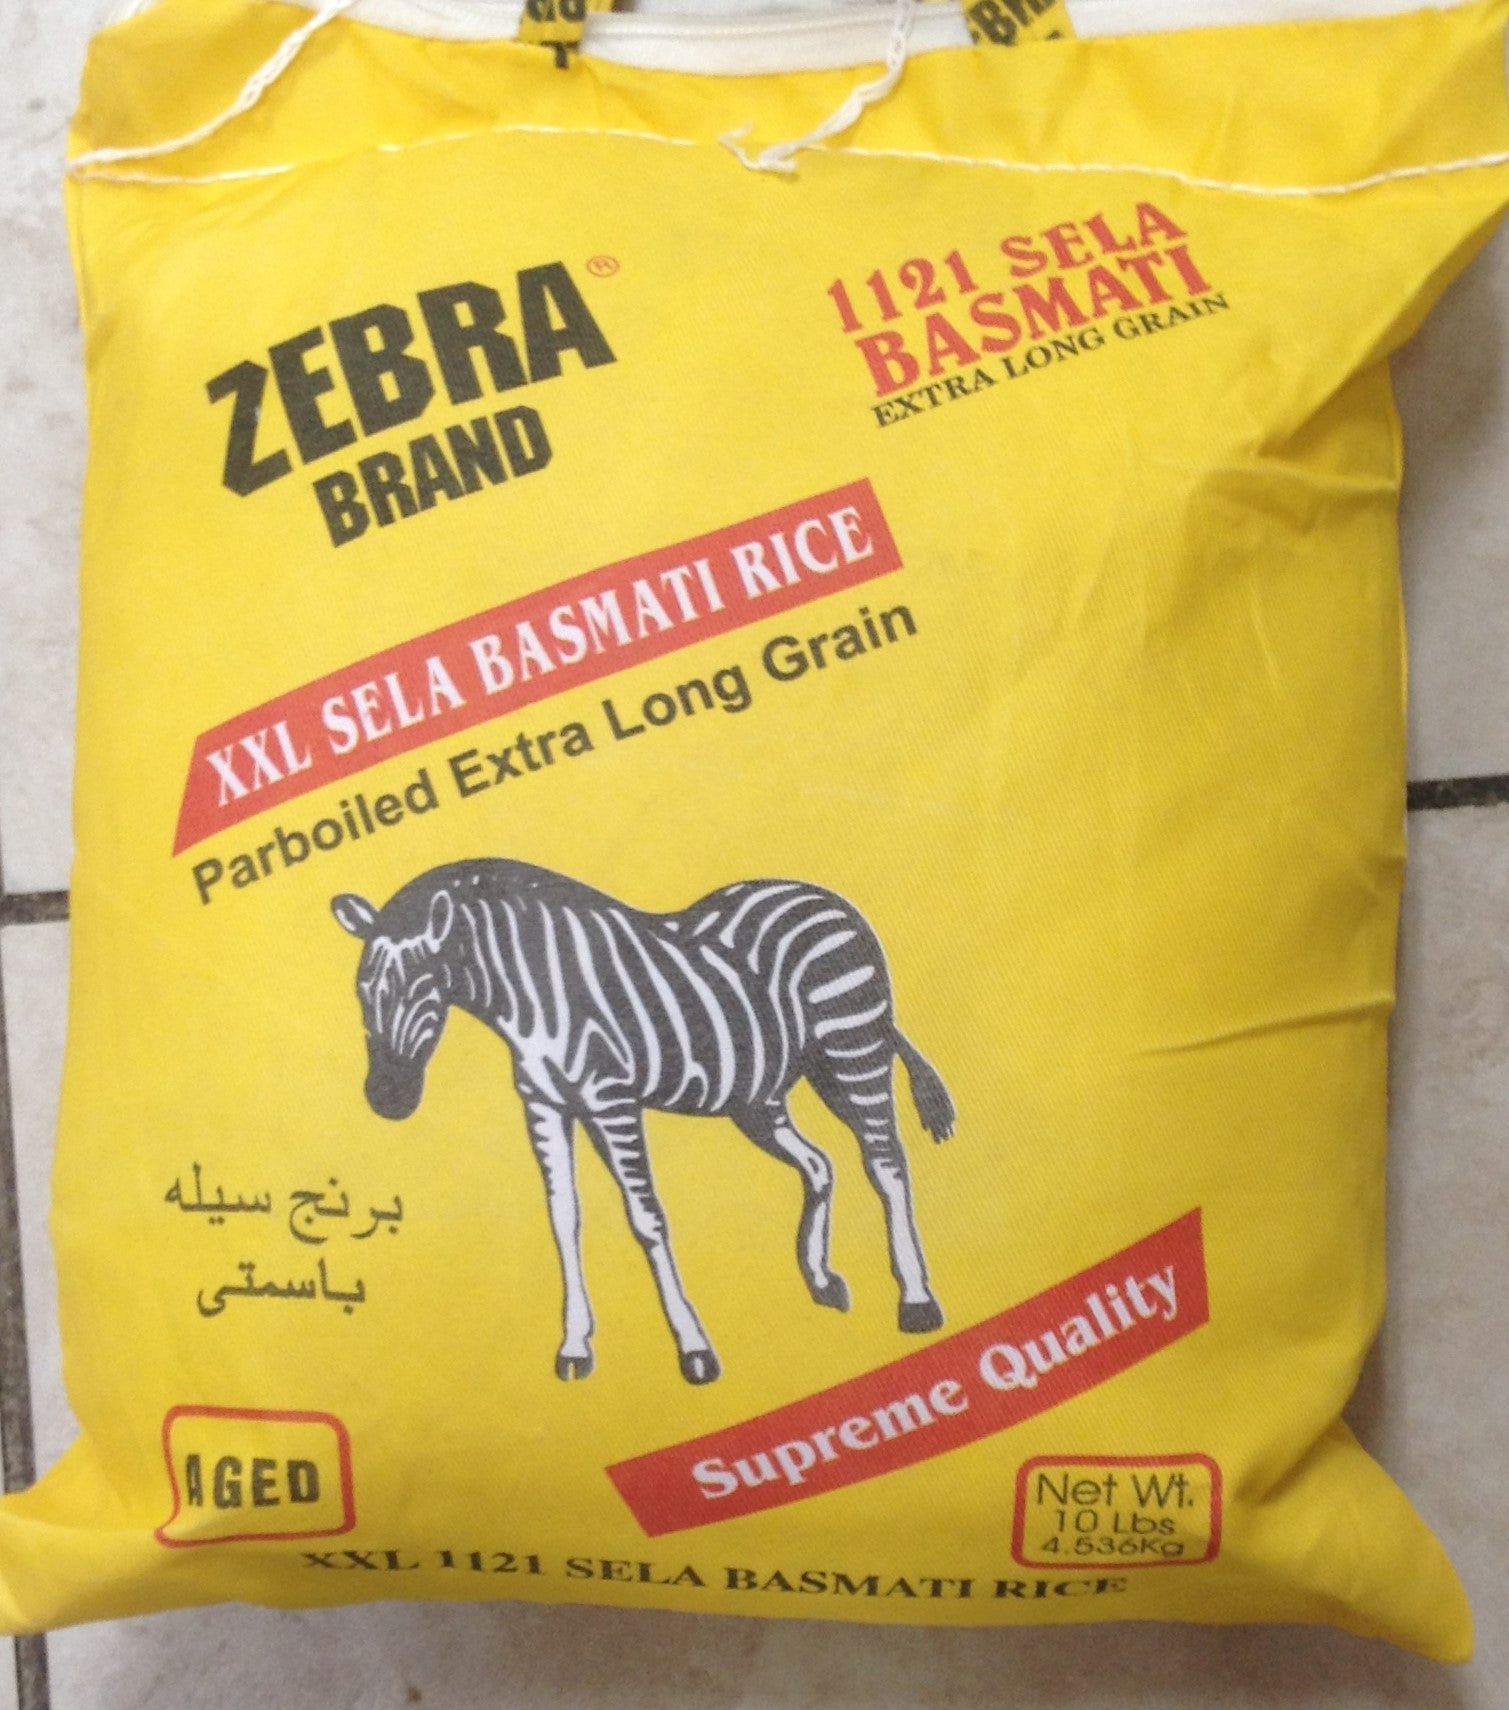 ZEBRA®
BRAND
1121 SELA
BASMATI
EXTRA LONG GRAIN
XXL SELA BASMATI RICE
Parboiled Extra Long Grain
برنج سیله
باسمتی
Supreme Quality
AGED
Net Wt.
10 Lbs
4.536Kg
XXL 1121 SELA BASMATI RICE